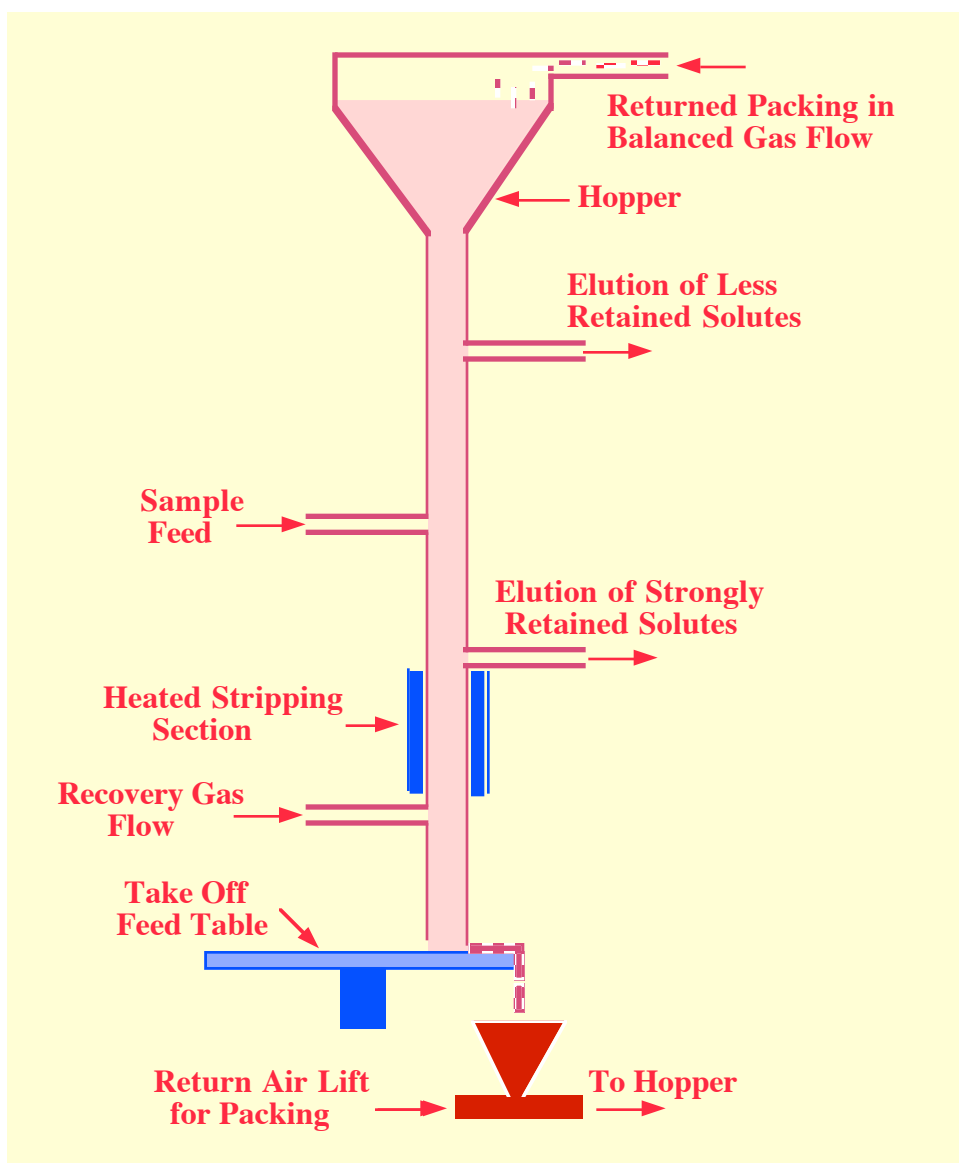 Returned Packing in
Balanced Gas Flow
Hopper
Elution of Less
Retained Solutes
Sample
Feed
Elution of Strongly
Retained Solutes
Heated Stripping
Section
Recovery Gas
Flow
Take Off
Feed Table
Return Air Lift
for Packing
To Hopper